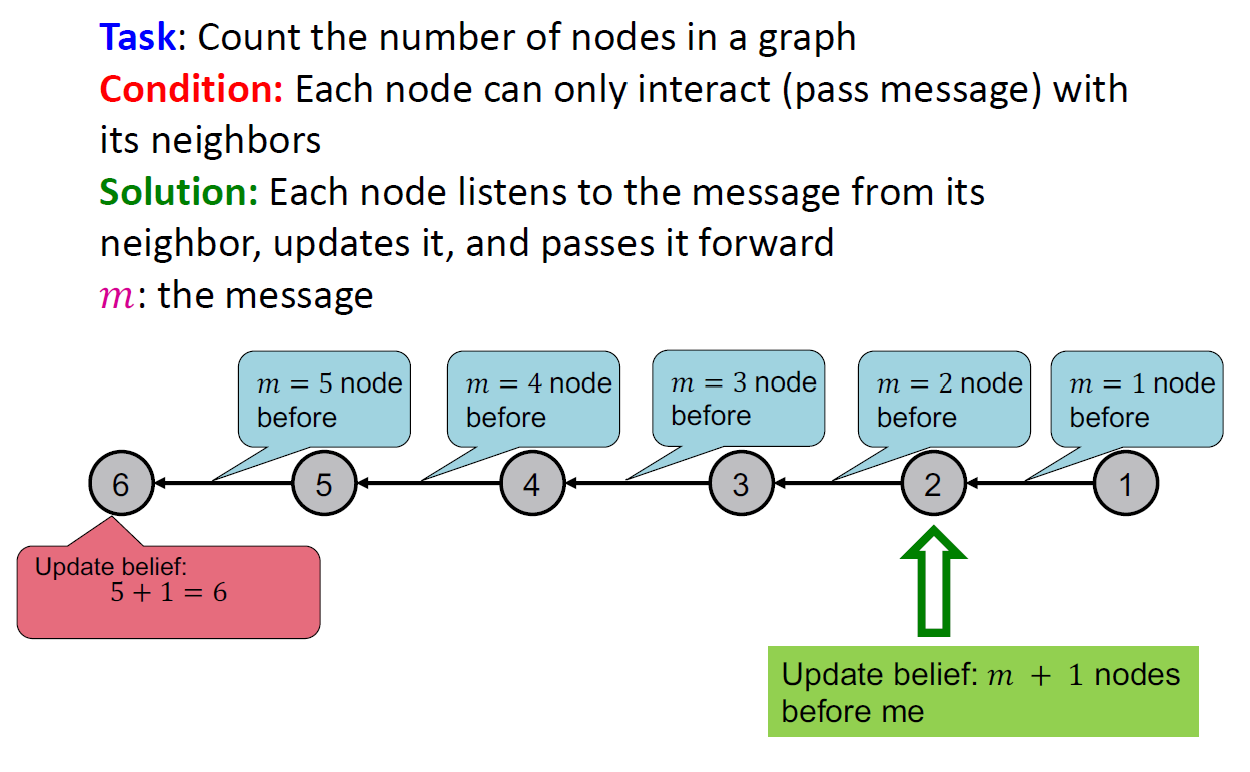 Task: Count the number of nodes in a graph
Condition: Each node can only interact (pass message) with
its neighbors
Solution: Each node listens to the message from its
neighbor, updates it, and passes it forward
m: the message
m = 5 node
before
m = 4 node
before
m = 3 node
before
m = 2 node
before
m = 1 node
before
6
5
4
3
2
1
Update belief:
5 + 1 = 6
Update belief: m + 1 nodes
before me